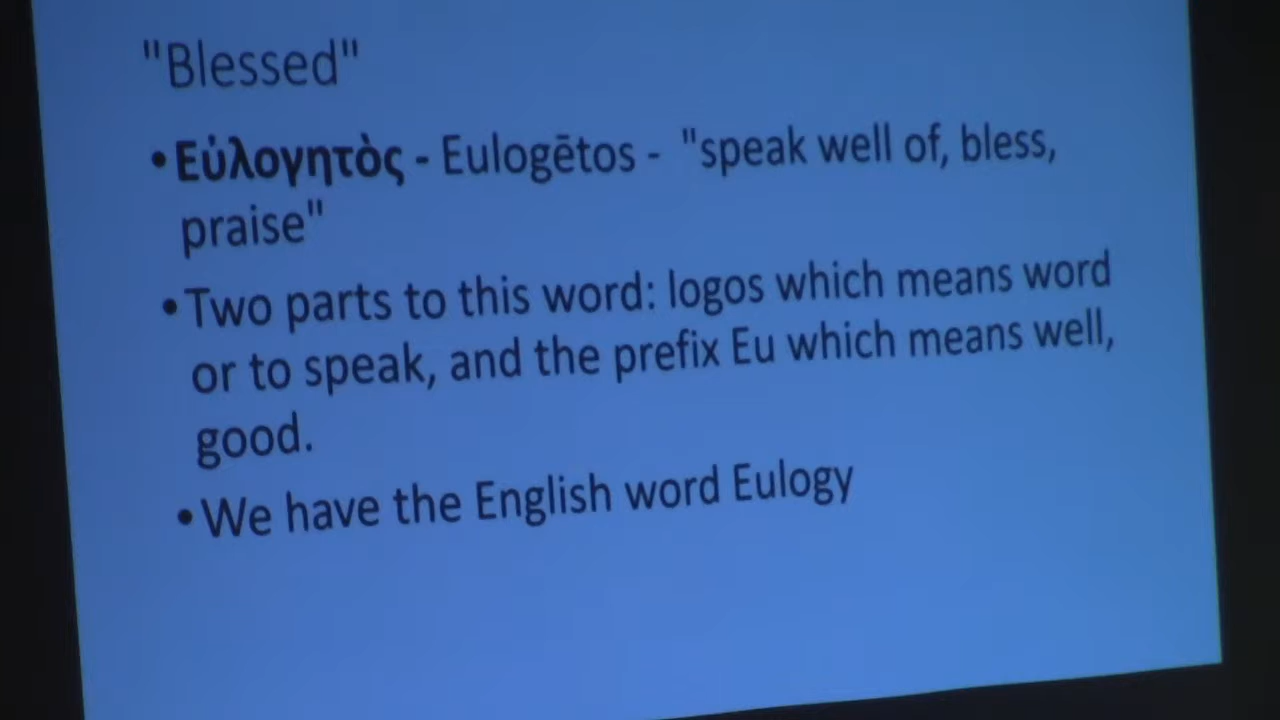 "Blessed"
•Εὐλογητὸς - Eulogētos - "speak well of, bless,
praise"
•Two parts to this word: logos which means word
or to speak, and the prefix Eu which means well,
good.
•We have the English word Eulogy